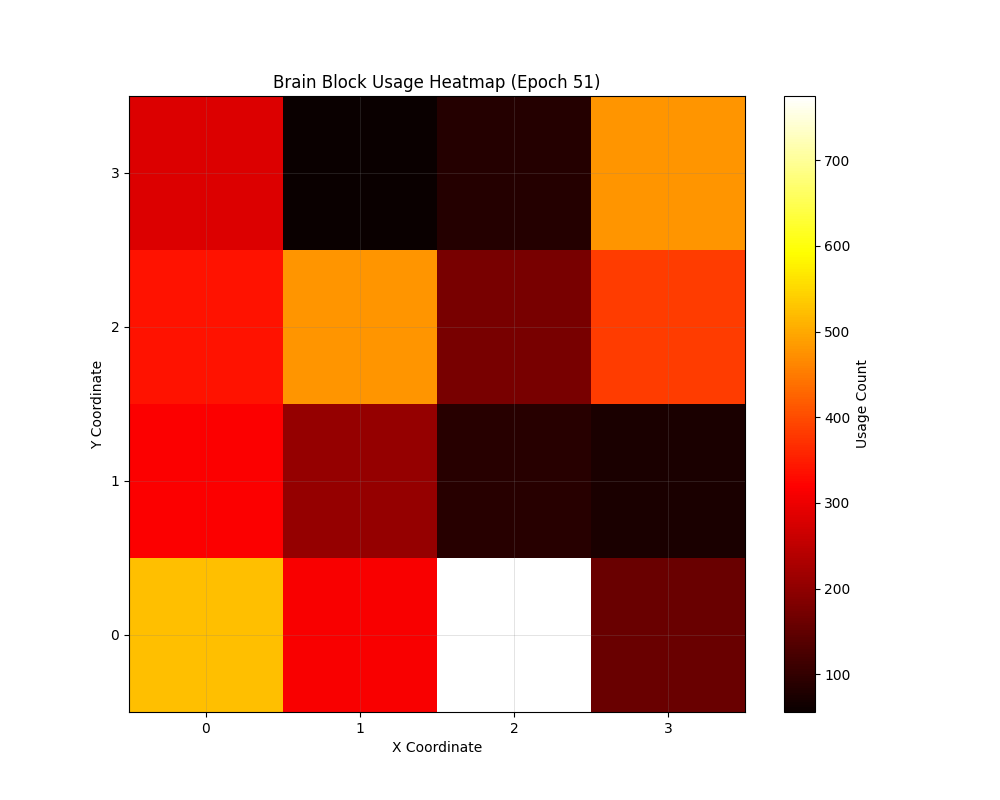 Brain Block Usage Heatmap (Epoch 51)
3
2
1
0
Y Coordinate
0 1 2 3
X Coordinate
700
600
500
400
300
200
100
Usage Count